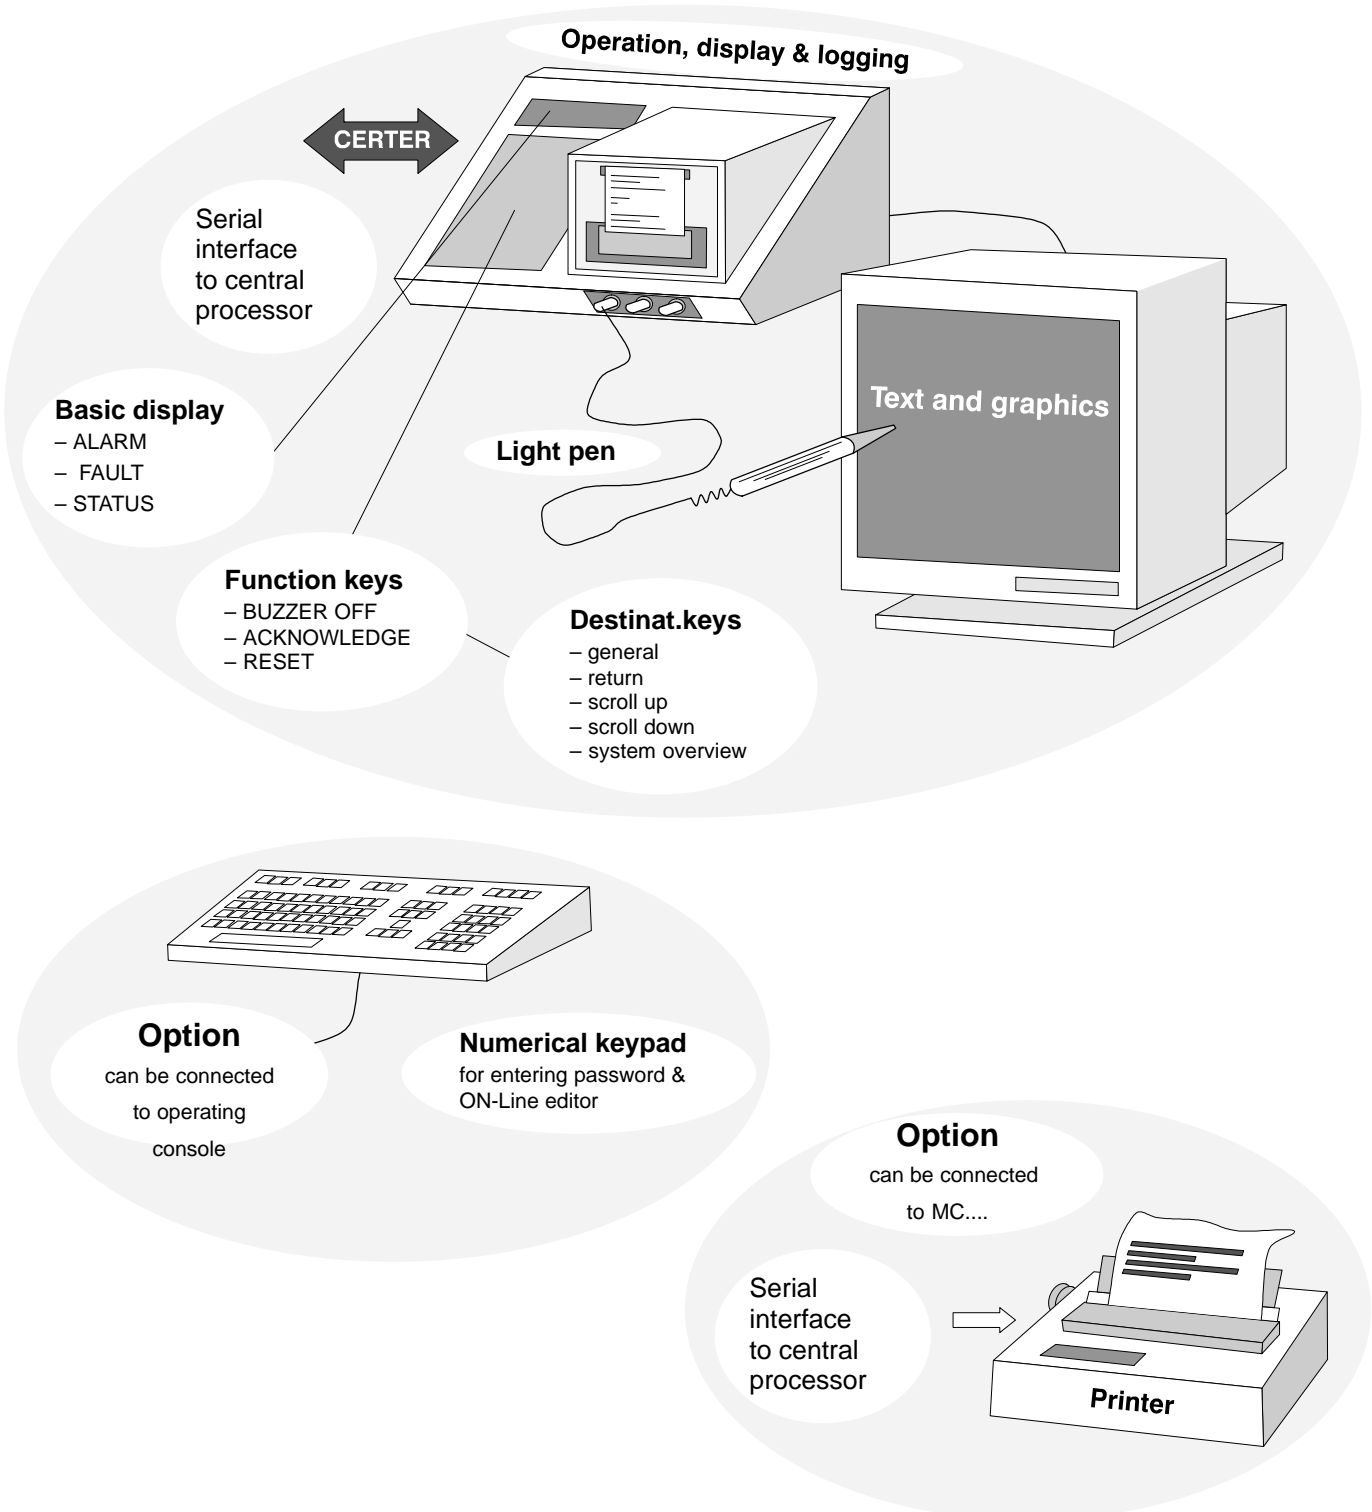 Operation, display & logging
CERTER
Serial
interface
to central
processor
Text and graphics
Basic display
– ALARM
– FAULT
– STATUS
Light pen
Function keys
– BUZZER OFF
– ACKNOWLEDGE
– RESET
Destinat.keys
– general
– return
– scroll up
– scroll down
– system overview
Option
can be connected
to operating
console
Numerical keypad
for entering password &
ON-Line editor
Option
can be connected
to MC....
Serial
interface
to central
processor
Printer